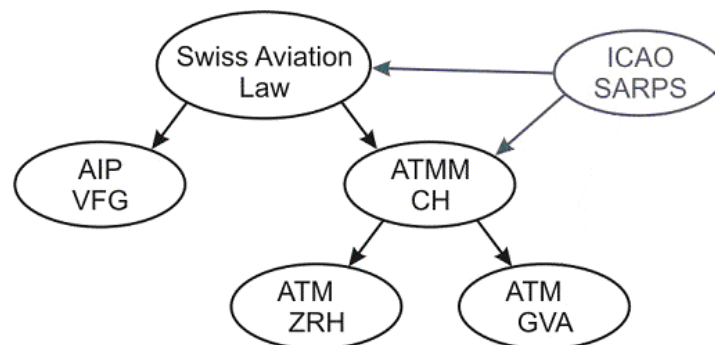 Swiss Aviation
Law
ICAO
SARPS
AIP
VFG
ATMM
CH
ATM
ZRH
ATM
GVA